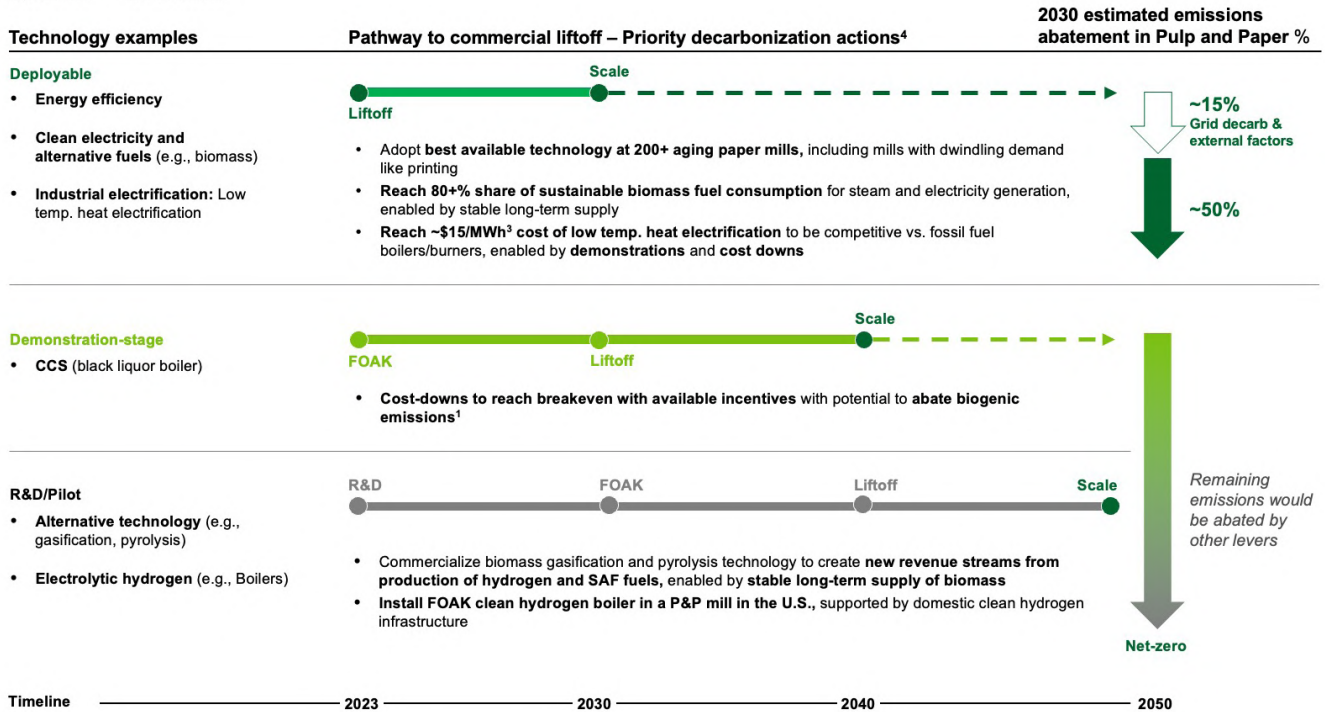 2030 estimated emissions
abatement in Pulp and Paper %
Technology examples
Pathway to commercial liftoff – Priority decarbonization actions⁴
Deployable
• Energy efficiency
• Clean electricity and
alternative fuels (e.g., biomass)
• Industrial electrification: Low
temp. heat electrification
Scale
Liftoff
• Adopt best available technology at 200+ aging paper mills, including mills with dwindling demand
like printing
• Reach 80+% share of sustainable biomass fuel consumption for steam and electricity generation,
enabled by stable long-term supply
• Reach ~$15/MWh³ cost of low temp. heat electrification to be competitive vs. fossil fuel
boilers/burners, enabled by demonstrations and cost downs
~15%
Grid decarb &
external factors
~50%
Demonstration-stage
• CCS (black liquor boiler)
Scale
FOAK
Liftoff
• Cost-downs to reach breakeven with available incentives with potential to abate biogenic
emissions¹
R&D/Pilot
• Alternative technology (e.g.,
gasification, pyrolysis)
• Electrolytic hydrogen (e.g., Boilers)
R&D
FOAK
Liftoff
Scale
• Commercialize biomass gasification and pyrolysis technology to create new revenue streams from
production of hydrogen and SAF fuels, enabled by stable long-term supply of biomass
• Install FOAK clean hydrogen boiler in a P&P mill in the U.S., supported by domestic clean hydrogen
infrastructure
Remaining
emissions would
be abated by
other levers
Net-zero
Timeline
2023
2030
2040
2050